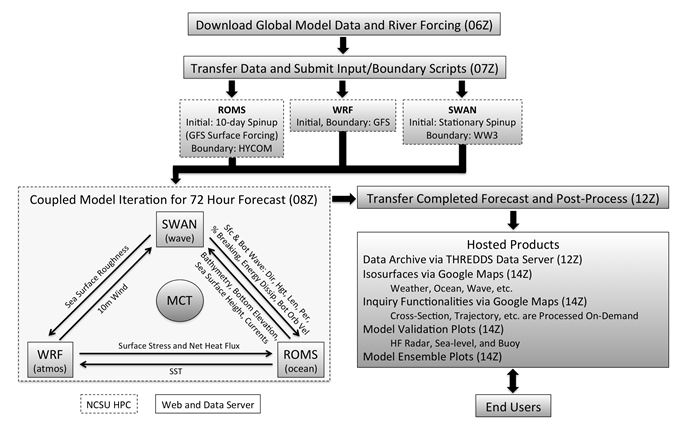 Download Global Model Data and River Forcing (06Z)
Transfer Data and Submit Input/Boundary Scripts (07Z)
ROMS
Initial: 10-day Spinup
(GFS Surface Forcing)
Boundary: HYCOM
WRF
Initial, Boundary: GFS
SWAN
Initial: Stationary Spinup
Boundary: WW3
Coupled Model Iteration for 72 Hour Forecast (08Z)
SWAN
(wave)
Sea Surface Roughness
10m Wind
Sfc & Bot Wave: Dir, Hgt, Len, Per,
% Breaking, Energy Dissip, Bot Orb Vel
Bathymetry, Bottom Elevation,
Sea Surface Height, Currents
MCT
WRF
(atmos)
Surface Stress and Net Heat Flux
SST
ROMS
(ocean)
NCSU HPC
Web and Data Server
Transfer Completed Forecast and Post-Process (12Z)
Hosted Products
Data Archive via THREDDS Data Server (12Z)
Isosurfaces via Google Maps (14Z)
Weather, Ocean, Wave, etc.
Inquiry Functionalities via Google Maps (14Z)
Cross-Section, Trajectory, etc. are Processed On-Demand
Model Validation Plots (14Z)
HF Radar, Sea-level, and Buoy
Model Ensemble Plots (14Z)
End Users